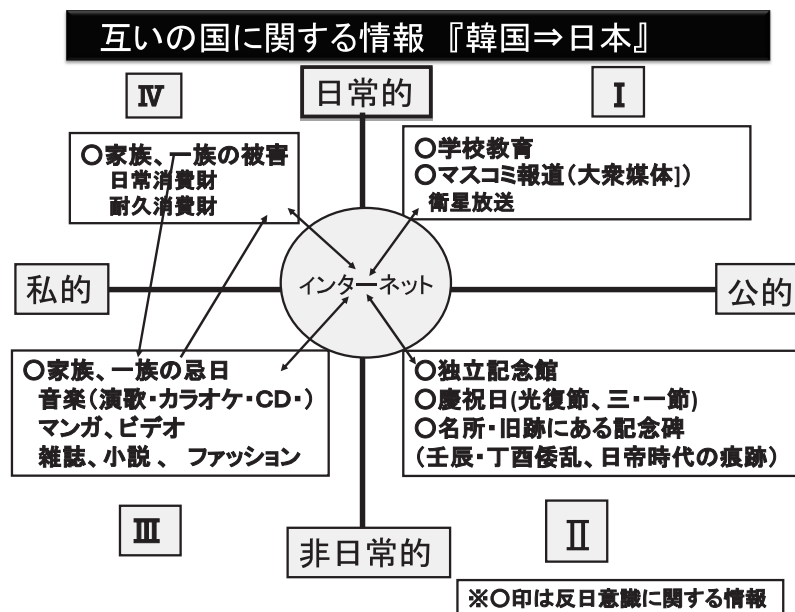 互いの国に関する情報 『韓国⇒日本』
Ⅳ
日常的
Ⅰ
○家族、一族の被害
日常消費財
耐久消費財
○学校教育
○マスコミ報道(大衆媒体])
衛星放送
私的
インターネット
公的
○家族、一族の忌日
音楽(演歌・カラオケ・CD・)
マンガ、ビデオ
雑誌、小説 、 ファッション
○独立記念館
○慶祝日(光復節、三・一節)
○名所・旧跡にある記念碑
(壬辰・丁酉倭乱、日帝時代の痕跡)
Ⅲ
非日常的
Ⅱ
※○印は反日意識に関する情報